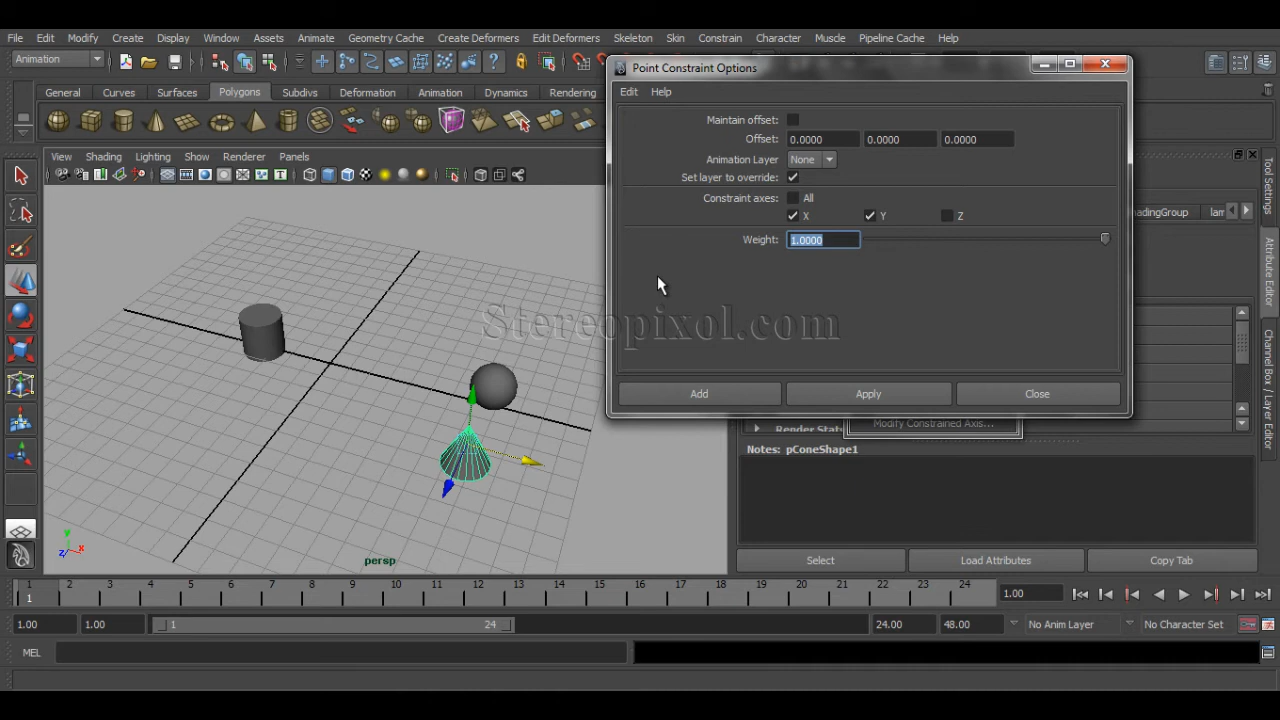 File Edit Modify Create Display Window Assets Animate Geometry Cache Create Deformers Edit Deformers Skeleton Skin Constrain Character Muscle Pipeline Cache Help
Animation
Point Constraint Options
Edit Help
General Curves Surfaces Polygons Subdivs Deformation Animation Dynamics Rendering
Maintain offset:
Offset: 0.0000 0.0000 0.0000
View Shading Lighting Show Renderer Panels
Animation Layer None
Set layer to override:
Constraint axes: All
X Y Z
Weight: 1.0000
Stereopixol.com
Add Apply Close
Modify Constrained Axis...
Notes: pConeShape1
persp
Select Load Attributes Copy Tab
1 2 3 4 5 6 7 8 9 10 11 12 13 14 15 16 17 18 19 20 21 22 23 24
1 1.00
1.00 1.00 1 24 24.00 48.00 No Anim Layer No Character Set
MEL
Tool Settings
Attribute Editor
Channel Box / Layer Editor
y
z x